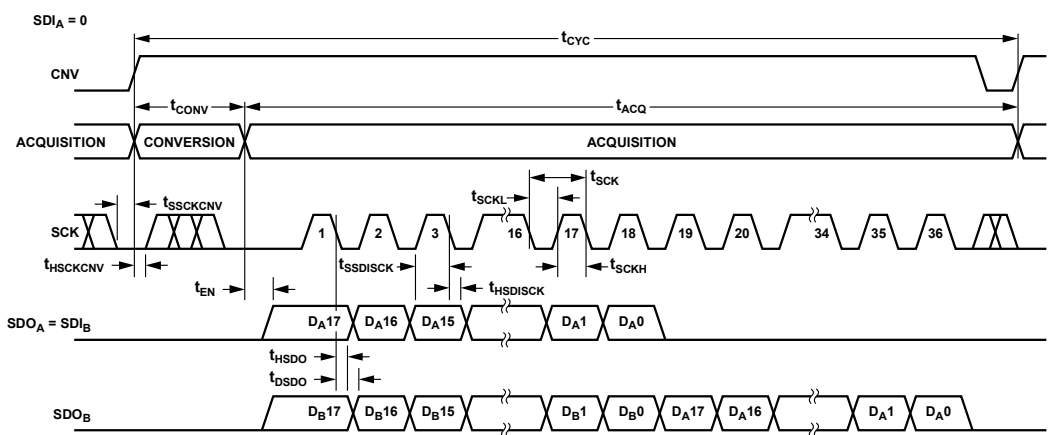 SDIA = 0
tCYC
CNV
tCONV
tACQ
ACQUISITION
CONVERSION
ACQUISITION
tSCK
tSCKL
tSSCKCNV
SCK
1
2
3
16
17
18
19
20
34
35
36
tHSCKCNV
tSSDISCK
tSCKH
tEN
tHSDISCK
SDOA = SDIB
DA17
DA16
DA15
DA1
DA0
tHSDO
tDSDO
SDOB
DB17
DB16
DB15
DB1
DB0
DA17
DA16
DA1
DA0